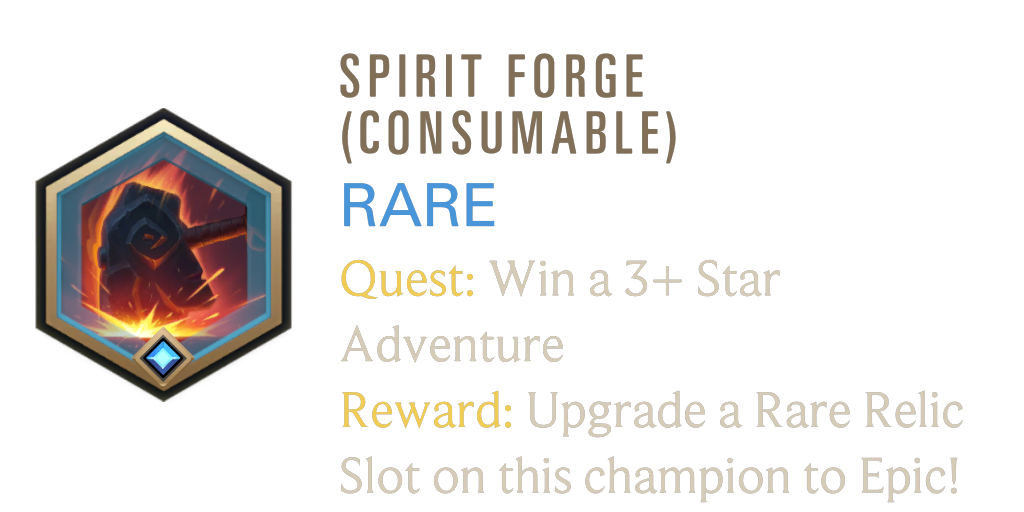 SPIRIT FORGE
(CONSUMABLE)
RARE
Quest: Win a 3+ Star
Adventure
Reward: Upgrade a Rare Relic
Slot on this champion to Epic!